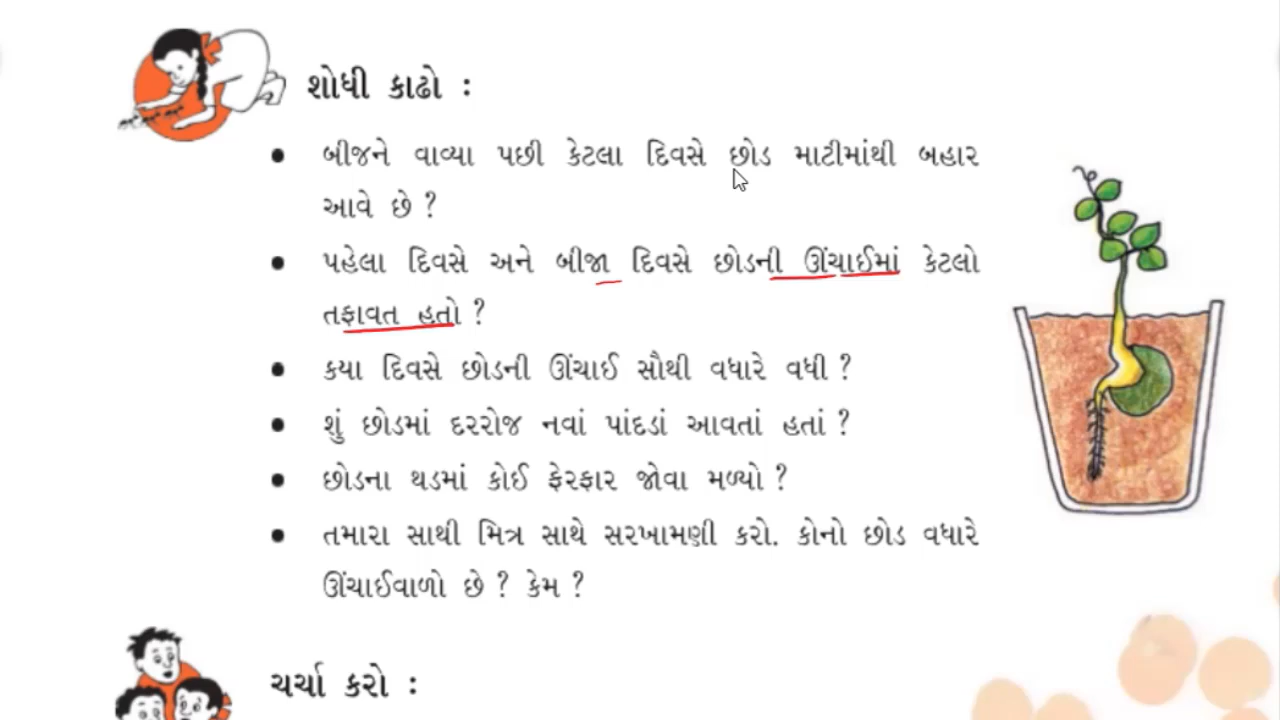 શોધી કાઢો :
• બીજને વાવ્યા પછી કેટલા દિવસે છોડ માટીમાંથી બહાર
આવે છે ?
• પહેલા દિવસે અને બીજા દિવસે છોડની ઊંચાઈમાં કેટલો
તફાવત હતો ?
• કયા દિવસે છોડની ઊંચાઈ સૌથી વધારે વધી ?
• શું છોડમાં દરરોજ નવાં પાંદડાં આવતાં હતાં ?
• છોડના થડમાં કોઈ ફેરફાર જોવા મળ્યો ?
• તમારા સાથી મિત્ર સાથે સરખામણી કરો. કોનો છોડ વધારે
ઊંચાઈવાળો છે ? કેમ ?
ચર્ચા કરો :